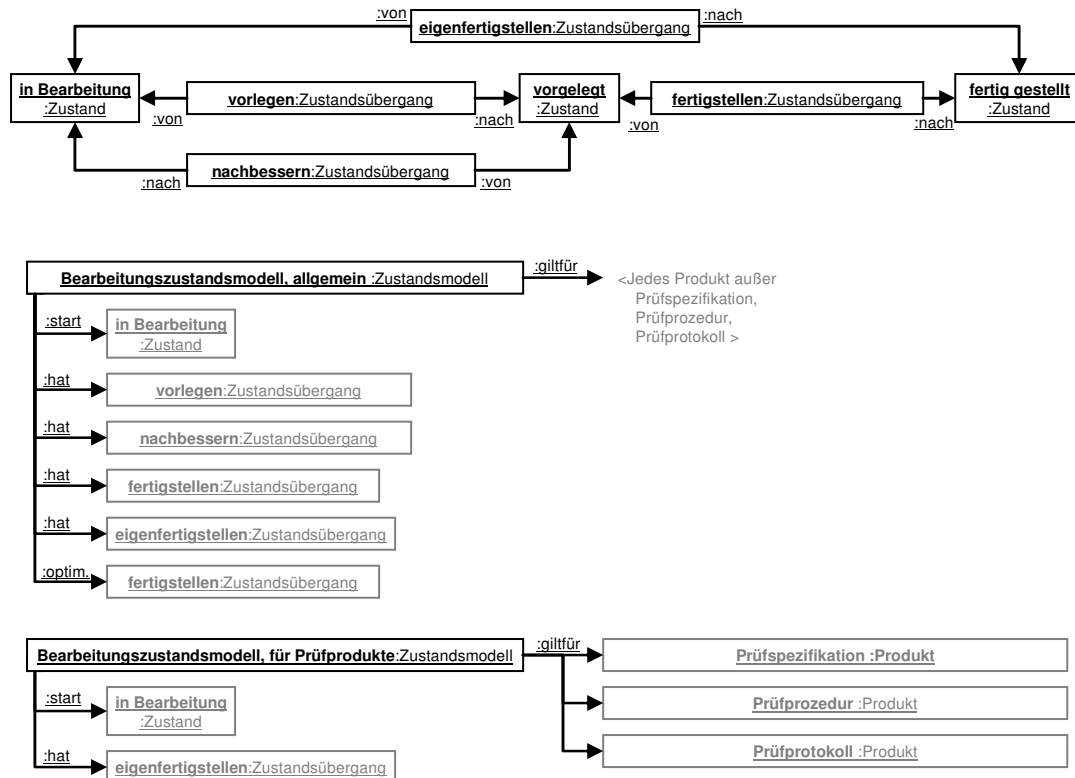 :von
eigenfertigstellen:Zustandsübergang
:nach
in Bearbeitung
:Zustand
vorlegen:Zustandsübergang
vorgelegt
:Zustand
fertigstellen:Zustandsübergang
fertig gestellt
:Zustand
:von
:nach
:von
:nach
:nach
nachbessern:Zustandsübergang
:von
Bearbeitungszustandsmodell, allgemein :Zustandsmodell
:giltfür
<Jedes Produkt außer
Prüfspezifikation,
Prüfprozedur,
Prüfprotokoll >
:start
in Bearbeitung
:Zustand
:hat
vorlegen:Zustandsübergang
:hat
nachbessern:Zustandsübergang
:hat
fertigstellen:Zustandsübergang
:hat
eigenfertigstellen:Zustandsübergang
:optim.
fertigstellen:Zustandsübergang
Bearbeitungszustandsmodell, für Prüfprodukte:Zustandsmodell
:giltfür
Prüfspezifikation :Produkt
:start
in Bearbeitung
:Zustand
Prüfprozedur :Produkt
Prüfprotokoll :Produkt
:hat
eigenfertigstellen:Zustandsübergang